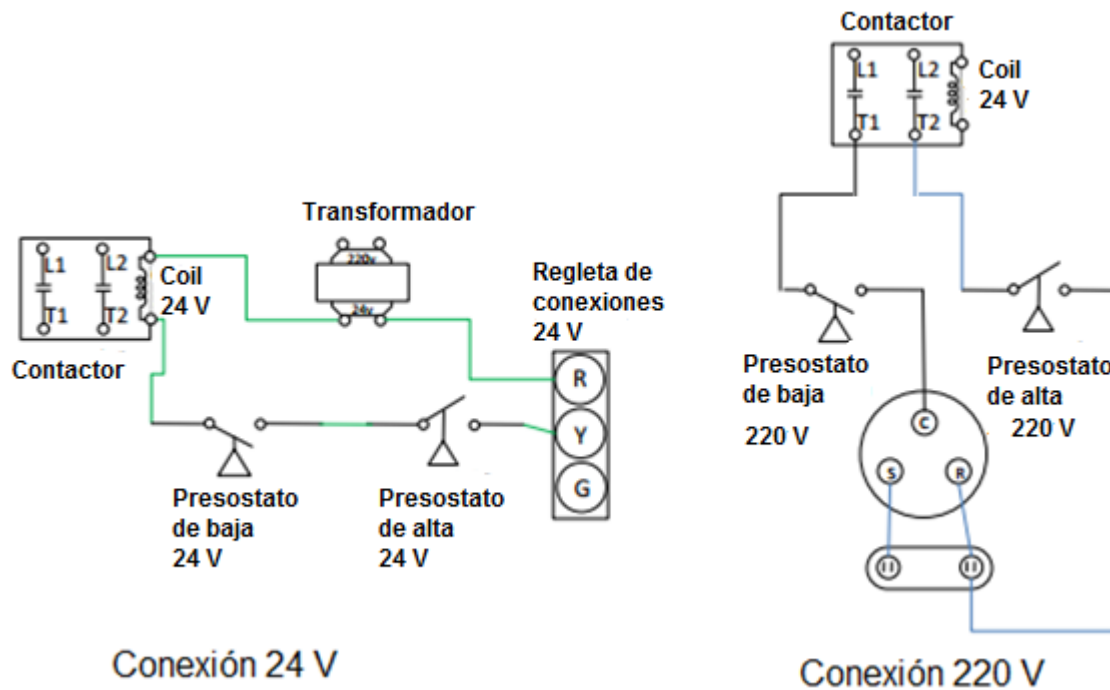 Contactor
L1
L2
T1
T2
Coil
24 V
Transformador
220v
24v
L1
L2
T1
T2
Coil
24 V
Contactor
Regleta de
conexiones
24 V
R
Y
G
Presostato
de baja
24 V
Presostato
de alta
24 V
Presostato
de baja
220 V
Presostato
de alta
220 V
C
S
R
Conexión 24 V
Conexión 220 V